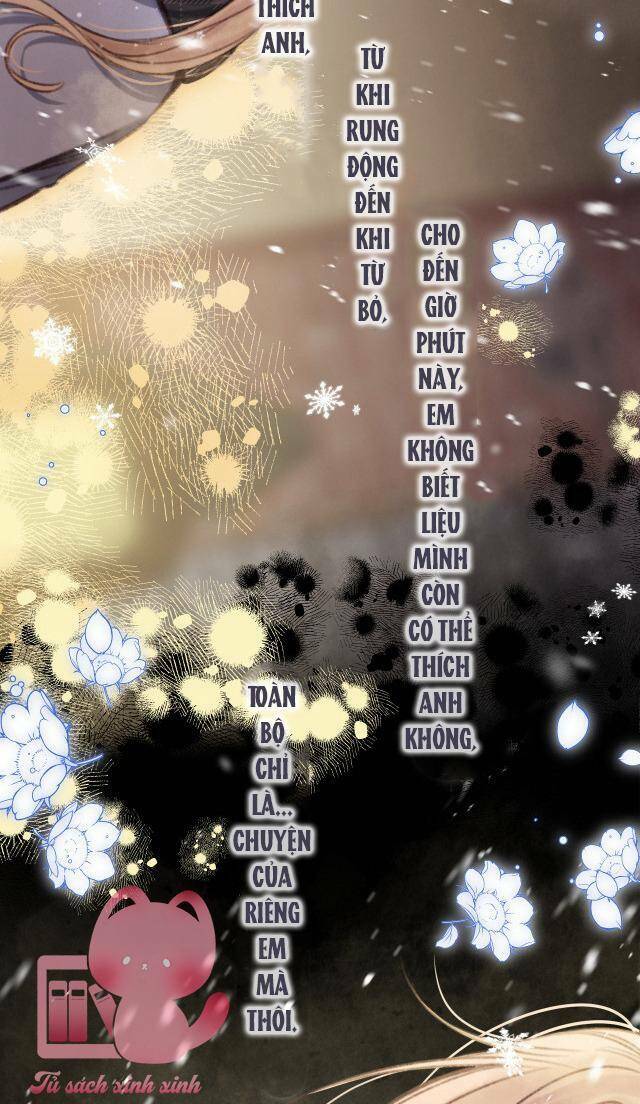 THÍCH
ANH,
TỪ
KHI
RUNG
ĐỘNG
ĐẾN
KHI
TỪ
BỎ,
CHO
ĐẾN
GIỜ
PHÚT
NÀY,
EM
KHÔNG
BIẾT
LIỆU
MÌNH
CÒN
CÓ THỂ
THÍCH
ANH
KHÔNG,
TOÀN
BỘ
CHỈ
LÀ...
CHUYỆN
CỦA
RIÊNG
EM
MÀ
THÔI.
Tủ sách xinh xinh